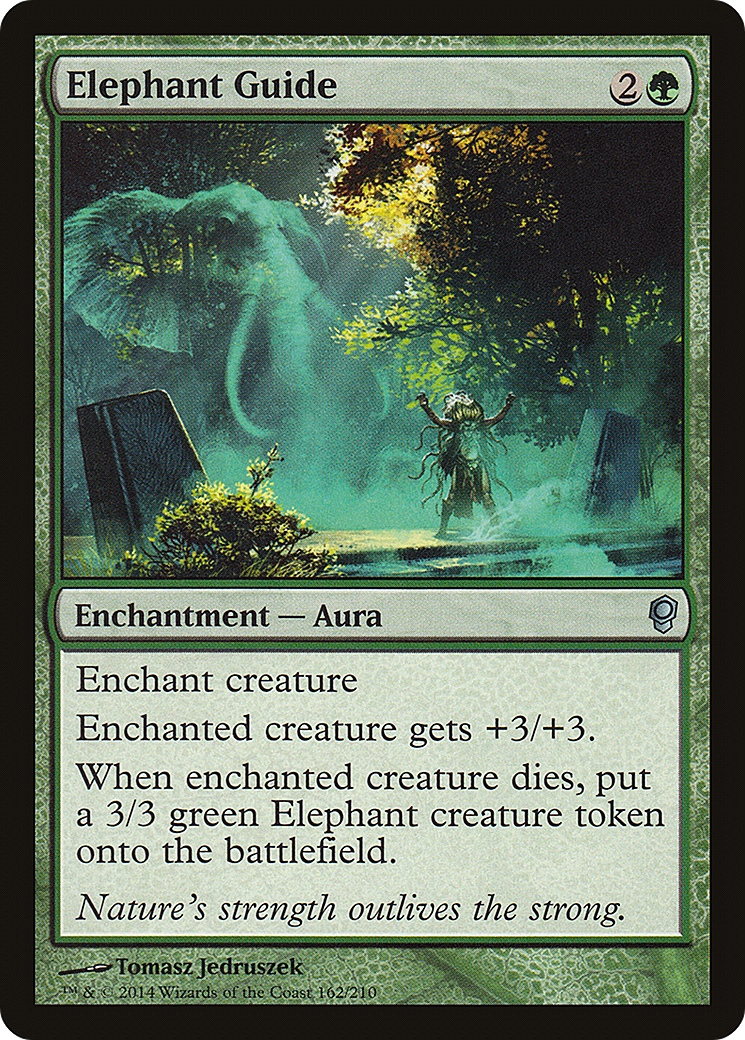 Elephant Guide 2
Enchantment — Aura
Enchant creature
Enchanted creature gets +3/+3.
When enchanted creature dies, put
a 3/3 green Elephant creature token
onto the battlefield.
Nature's strength outlives the strong.
Tomasz Jedruszek
™ & © 2014 Wizards of the Coast 162/210